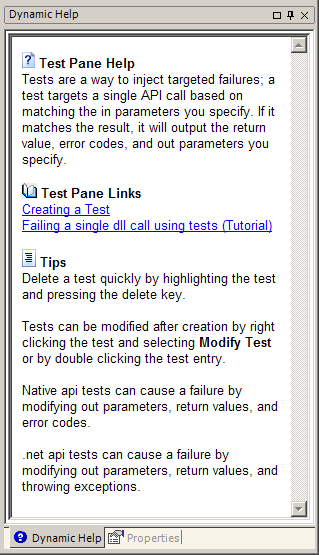 Dynamic Help
Test Pane Help
Tests are a way to inject targeted failures; a
test targets a single API call based on
matching the in parameters you specify. If it
matches the result, it will output the return
value, error codes, and out parameters you
specify.
Test Pane Links
Creating a Test
Failing a single dll call using tests (Tutorial)
Tips
Delete a test quickly by highlighting the test
and pressing the delete key.
Tests can be modified after creation by right
clicking the test and selecting Modify Test
or by double clicking the test entry.
Native api tests can cause a failure by
modifying out parameters, return values, and
error codes.
.net api tests can cause a failure by
modifying out parameters, return values, and
throwing exceptions.
Dynamic Help Properties